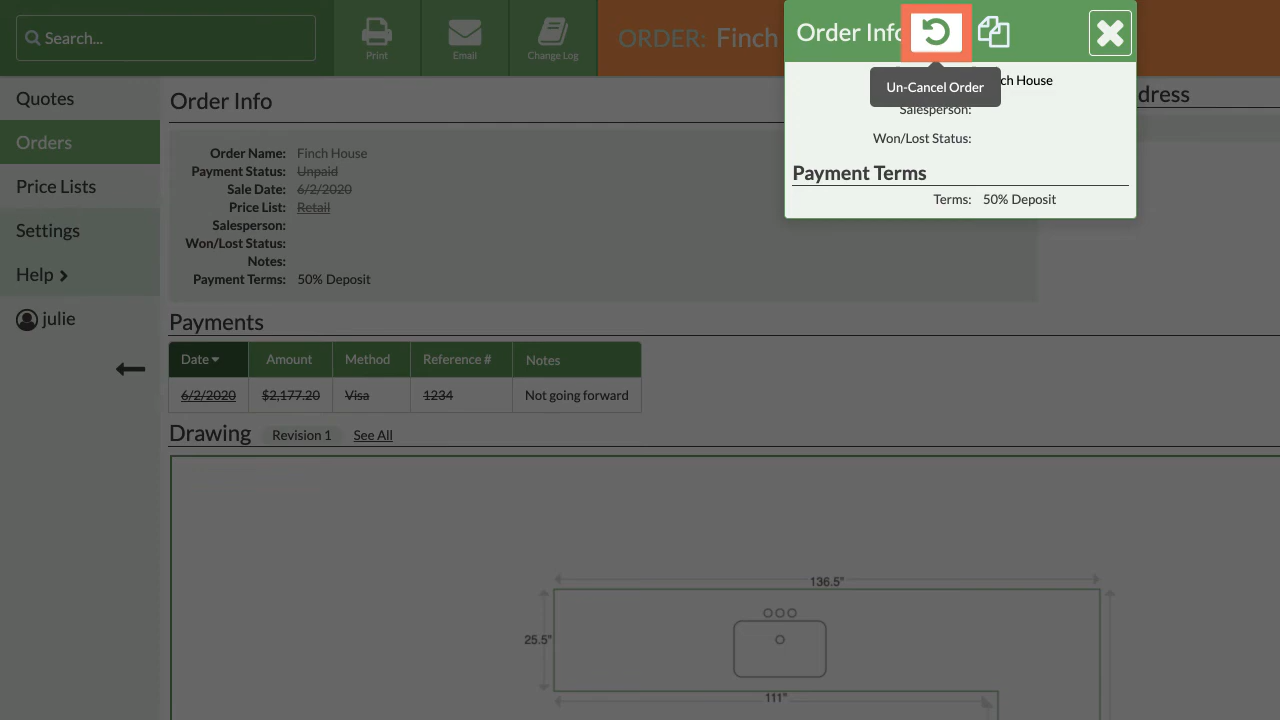 Search...
Print
Email
Change Log
ORDER: Finch
Order Info
Un-Cancel Order
ch House
Salesperson:
Won/Lost Status:
Payment Terms
Terms: 50% Deposit
dress
Quotes
Orders
Price Lists
Settings
Help
julie
Order Info
Order Name: Finch House
Payment Status: Unpaid
Sale Date: 6/2/2020
Price List: Retail
Salesperson:
Won/Lost Status:
Notes:
Payment Terms: 50% Deposit
Payments
Date Amount Method Reference # Notes
6/2/2020 $2,177.20 Visa 1234 Not going forward
Drawing Revision 1 See All
136.5"
25.5"
111"